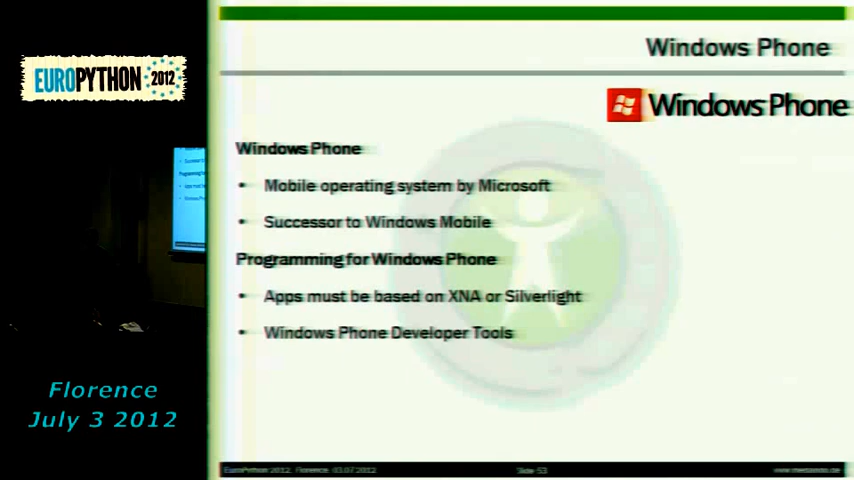 EUROPYTHON 2012
Florence
July 3 2012
Windows Phone
Windows Phone
Windows Phone
• Mobile operating system by Microsoft
• Successor to Windows Mobile
Programming for Windows Phone
• Apps must be based on XNA or Silverlight
• Windows Phone Developer Tools
EuroPython 2012, Florence, 03.07.2012
Slide 53